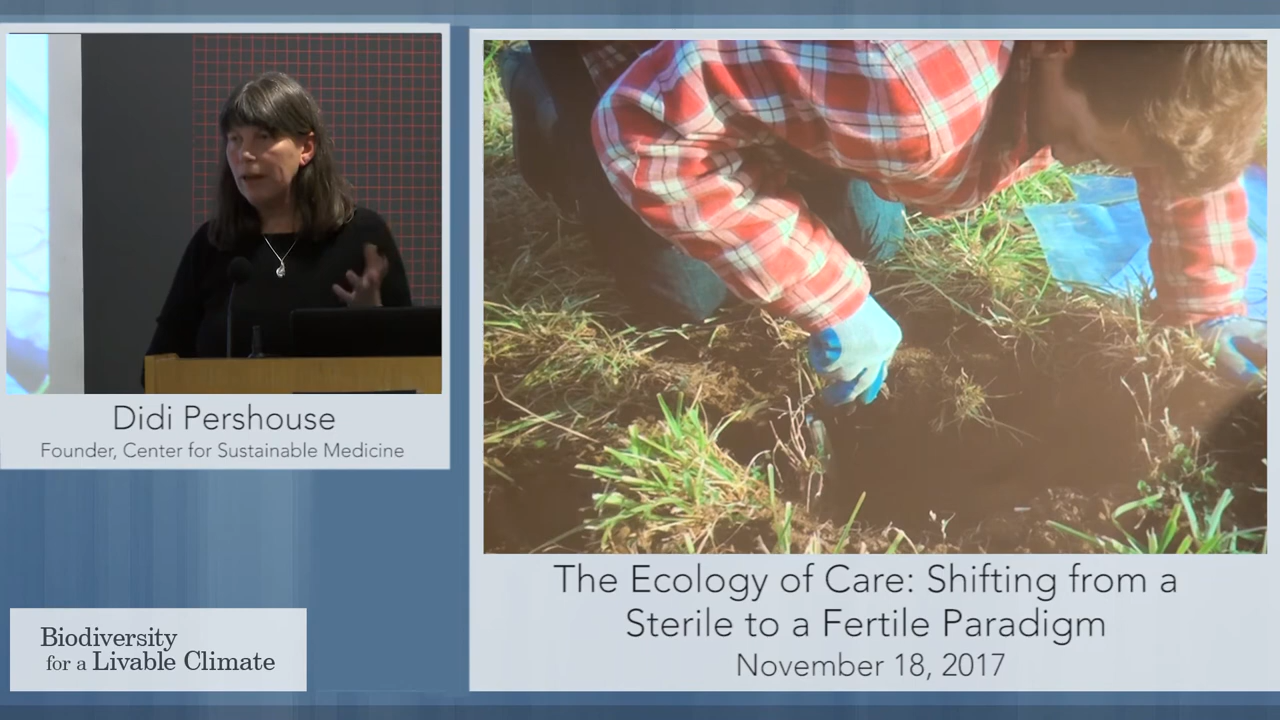 Didi Pershouse
Founder, Center for Sustainable Medicine
The Ecology of Care: Shifting from a
Sterile to a Fertile Paradigm
November 18, 2017
Biodiversity
for a Livable Climate